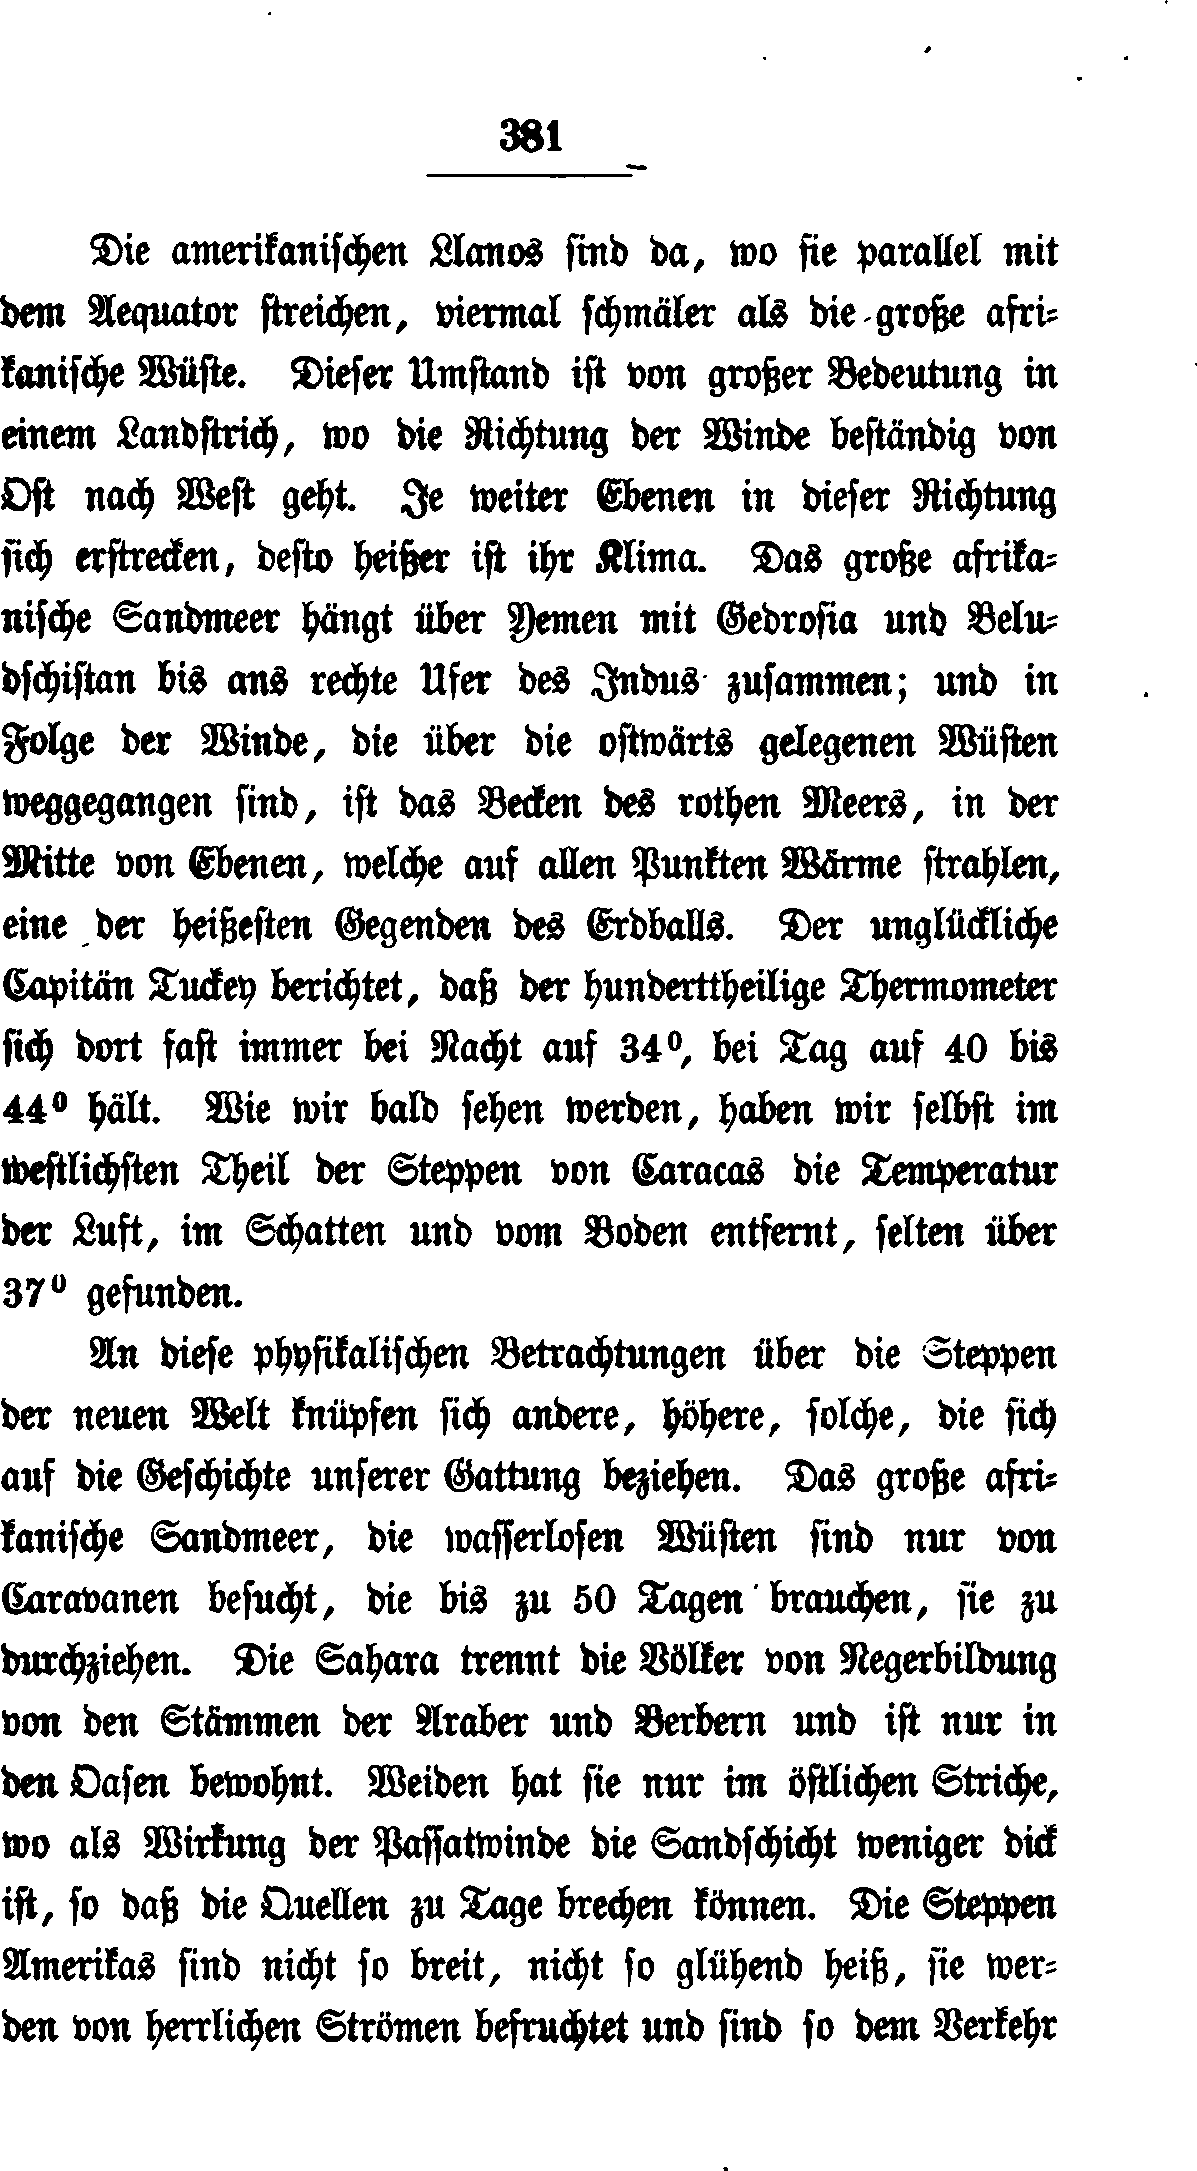 381
Die amerikanischen Llanos sind da, wo sie parallel mit
dem Aequator streichen, viermal schmäler als die große afri-
kanische Wüste. Dieser Umstand ist von großer Bedeutung in
einem Landstrich, wo die Richtung der Winde beständig von
Ost nach West geht. Je weiter Ebenen in dieser Richtung
sich erstrecken, desto heißer ist ihr Klima. Das große afrika-
nische Sandmeer hängt über Yemen mit Gedrosia und Belu-
dschistan bis ans rechte Ufer des Indus zusammen; und in
Folge der Winde, die über die ostwärts gelegenen Wüsten
weggegangen sind, ist das Becken des rothen Meers, in der
Mitte von Ebenen, welche auf allen Punkten Wärme strahlen,
eine der heißesten Gegenden des Erdballs. Der unglückliche
Capitän Tuckey berichtet, daß der hunderttheilige Thermometer
sich dort fast immer bei Nacht auf 34⁰, bei Tag auf 40 bis
44⁰ hält. Wie wir bald sehen werden, haben wir selbst im
westlichsten Theil der Steppen von Caracas die Temperatur
der Luft, im Schatten und vom Boden entfernt, selten über
37⁰ gefunden.
An diese physikalischen Betrachtungen über die Steppen
der neuen Welt knüpfen sich andere, höhere, solche, die sich
auf die Geschichte unserer Gattung beziehen. Das große afri-
kanische Sandmeer, die wasserlosen Wüsten sind nur von
Caravanen besucht, die bis zu 50 Tagen brauchen, sie zu
durchziehen. Die Sahara trennt die Völker von Negerbildung
von den Stämmen der Araber und Berbern und ist nur in
den Oasen bewohnt. Weiden hat sie nur im östlichen Striche,
wo als Wirkung der Passatwinde die Sandschicht weniger dick
ist, so daß die Quellen zu Tage brechen können. Die Steppen
Amerikas sind nicht so breit, nicht so glühend heiß, sie wer-
den von herrlichen Strömen befruchtet und sind so dem Verkehr